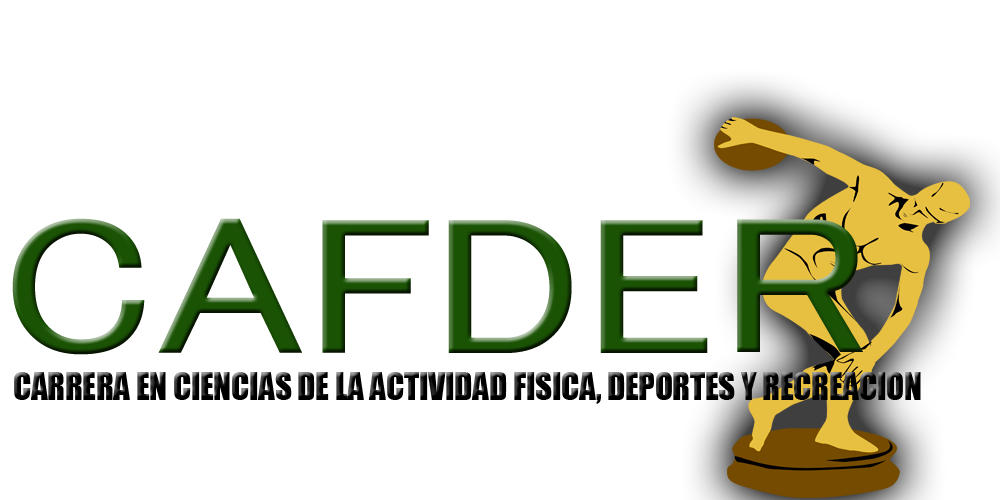 CAFDER
CARRERA EN CIENCIAS DE LA ACTIVIDAD FISICA, DEPORTES Y RECREACION